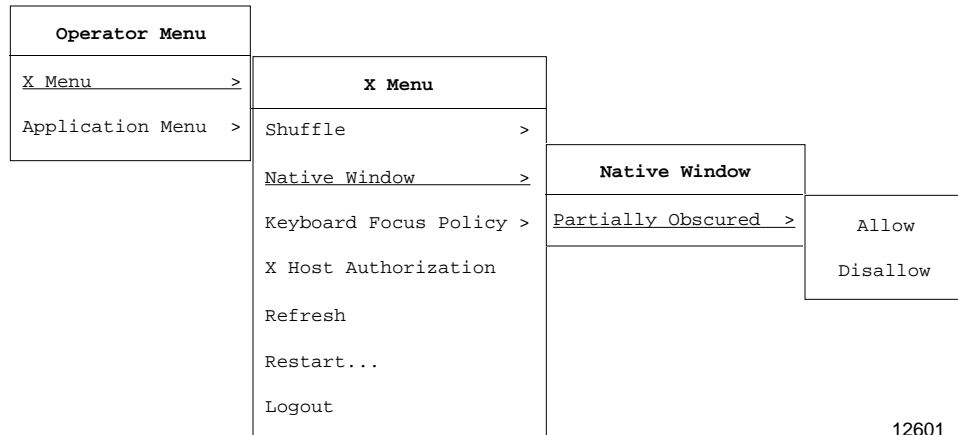 Operator Menu
X Menu >
Application Menu >
X Menu
Shuffle >
Native Window >
Keyboard Focus Policy >
X Host Authorization
Refresh
Restart...
Logout
Native Window
Partially Obscured >
Allow
Disallow
12601